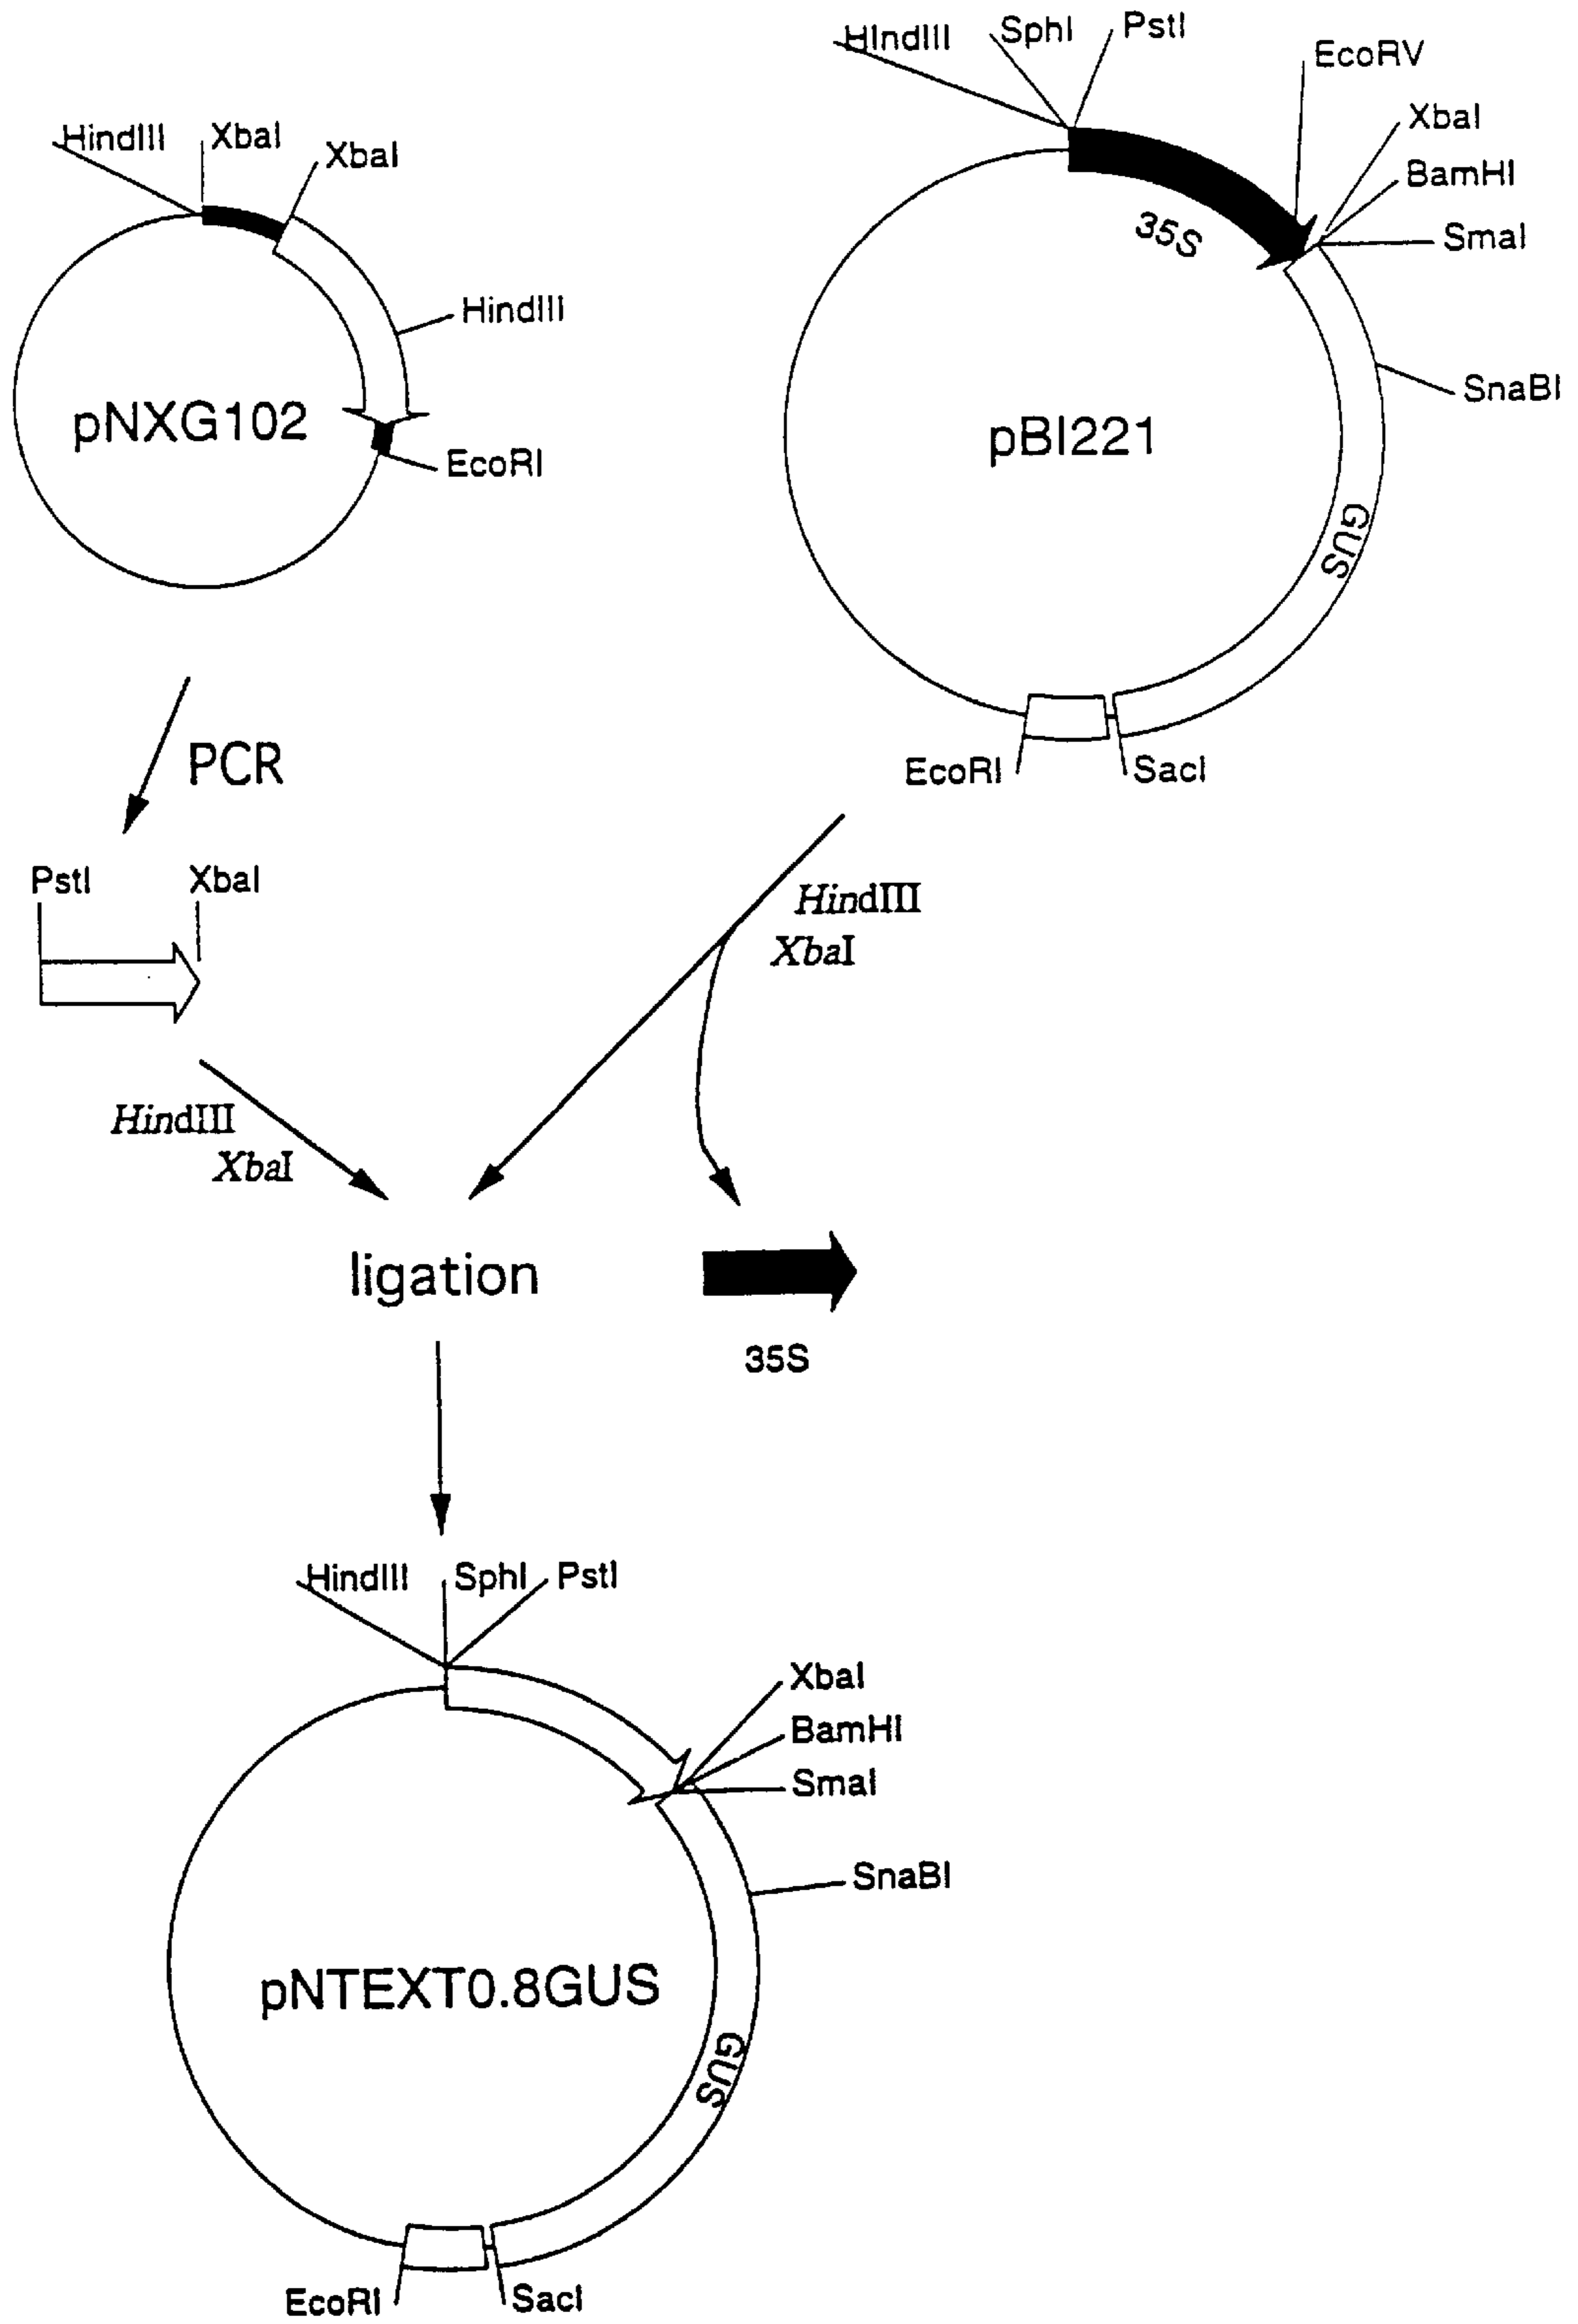 HindIII
XbaI
XbaI
HindIII
pNXG102
EcoRI
HIndIII
SphI
PstI
EcoRV
XbaI
BamHI
SmaI
35S
SnaBI
pBI221
GUS
EcoRI
SacI
PCR
PstI
XbaI
HindIII
XbaI
HindIII
XbaI
ligation
35S
HindIII
SphI
PstI
XbaI
BamHI
SmaI
SnaBI
pNTEXT0.8GUS
GUS
EcoRI
SacI